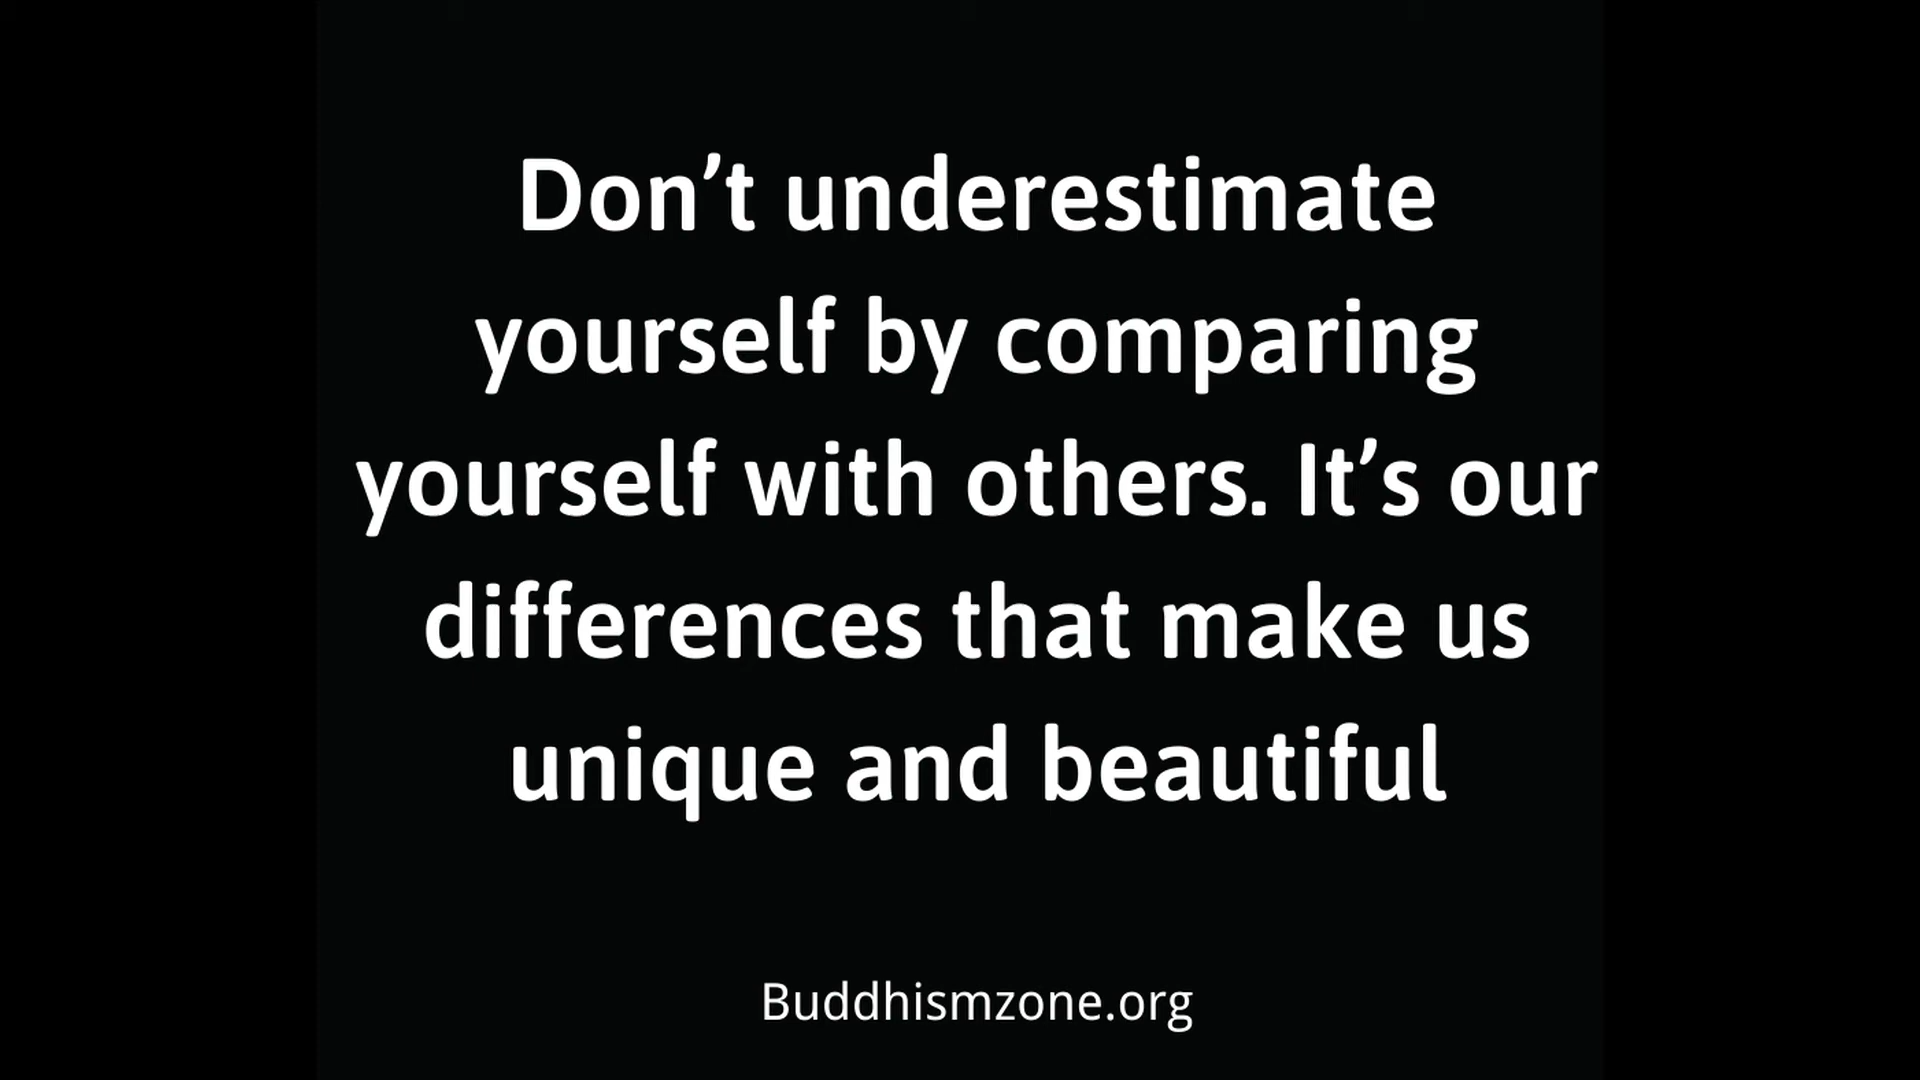 Don’t underestimate
yourself by comparing
yourself with others. It’s our
differences that make us
unique and beautiful
Buddhismzone.org